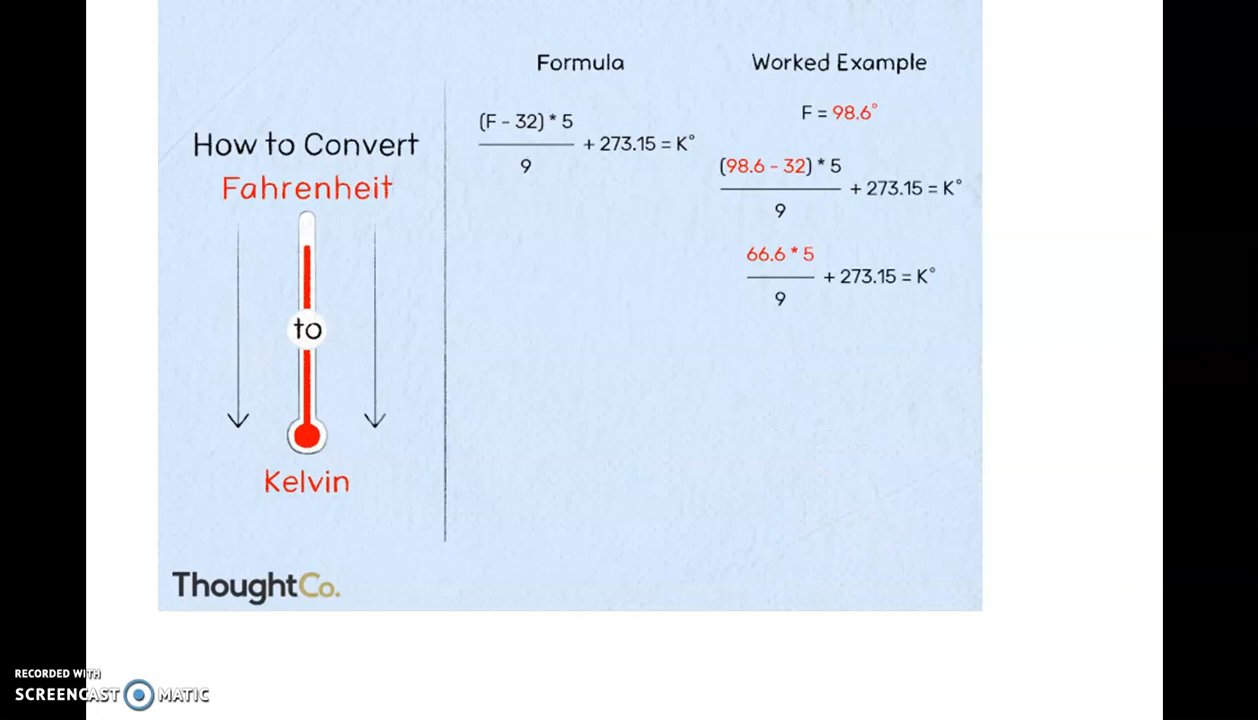 How to Convert
Fahrenheit
to
Kelvin
Formula
(F - 32) * 5
9
+ 273.15 = K°
Worked Example
F = 98.6°
(98.6 - 32) * 5
9
+ 273.15 = K°
66.6 * 5
9
+ 273.15 = K°
ThoughtCo.
RECORDED WITH
SCREENCAST MATIC